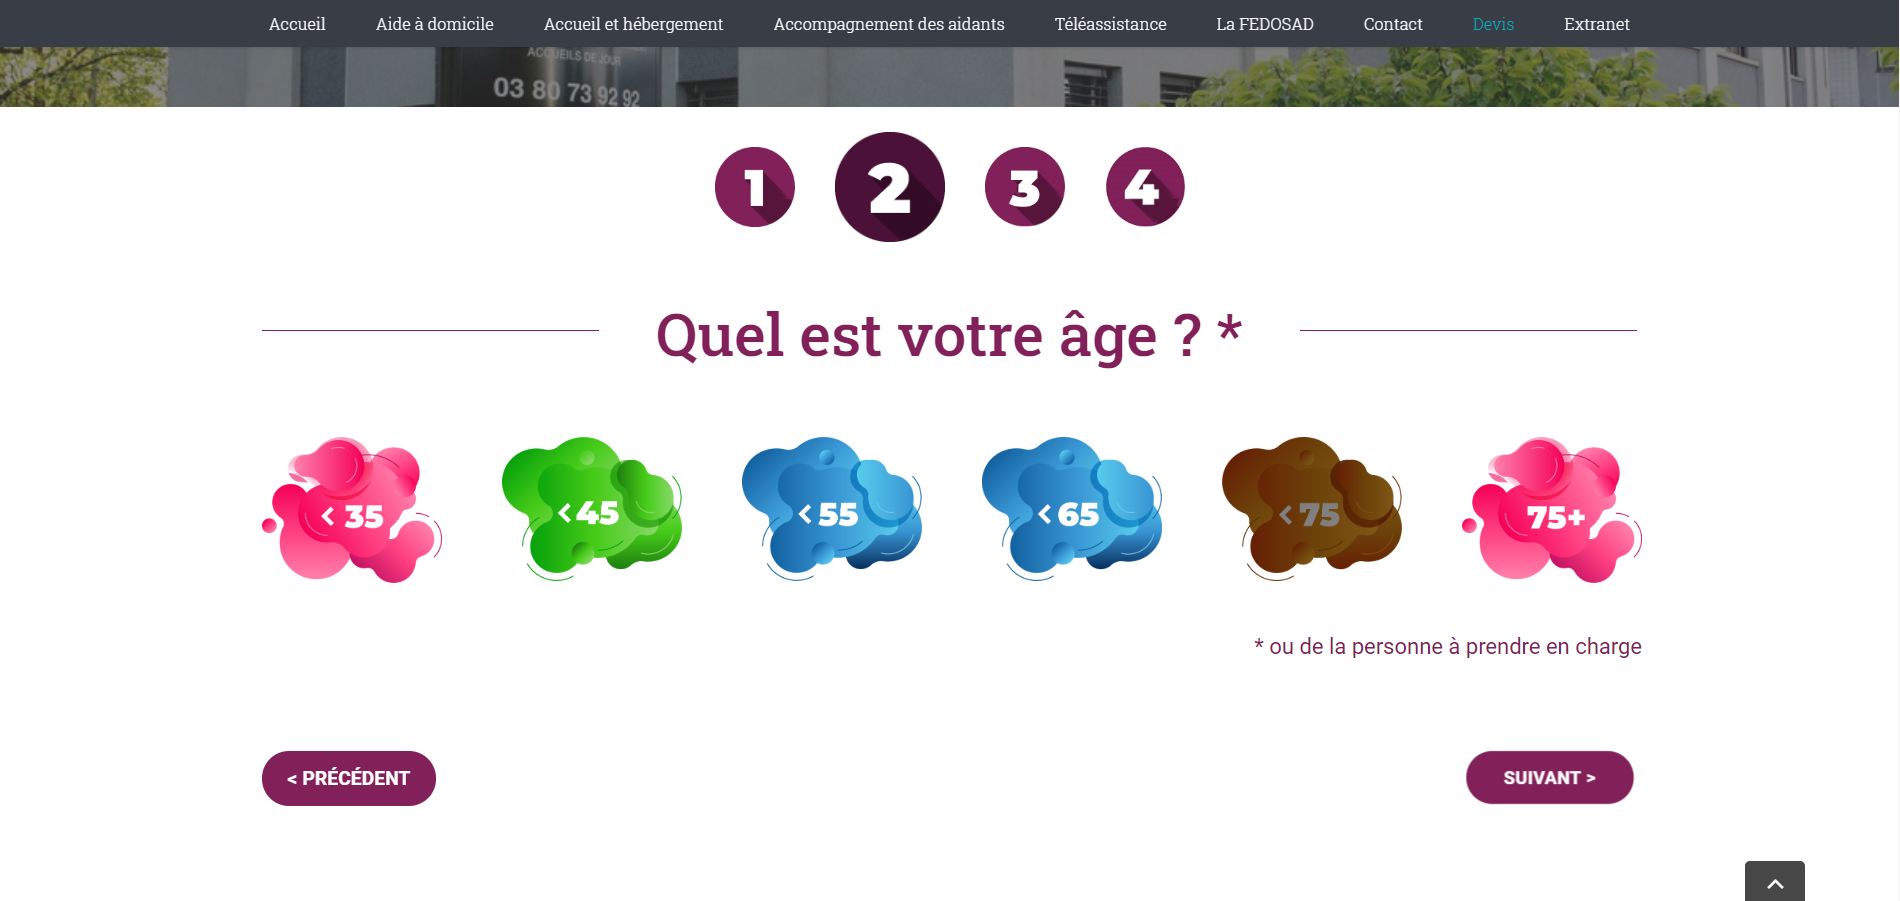 Accueil Aide à domicile Accueil et hébergement Accompagnement des aidants Téléassistance La FEDOSAD Contact Devis Extranet
ACCUEILS DE JOUR
03 80 73 92 92
1 2 3 4
Quel est votre âge ? *
< 35 < 45 < 55 < 65 < 75 75+
* ou de la personne à prendre en charge
< PRÉCÉDENT SUIVANT >